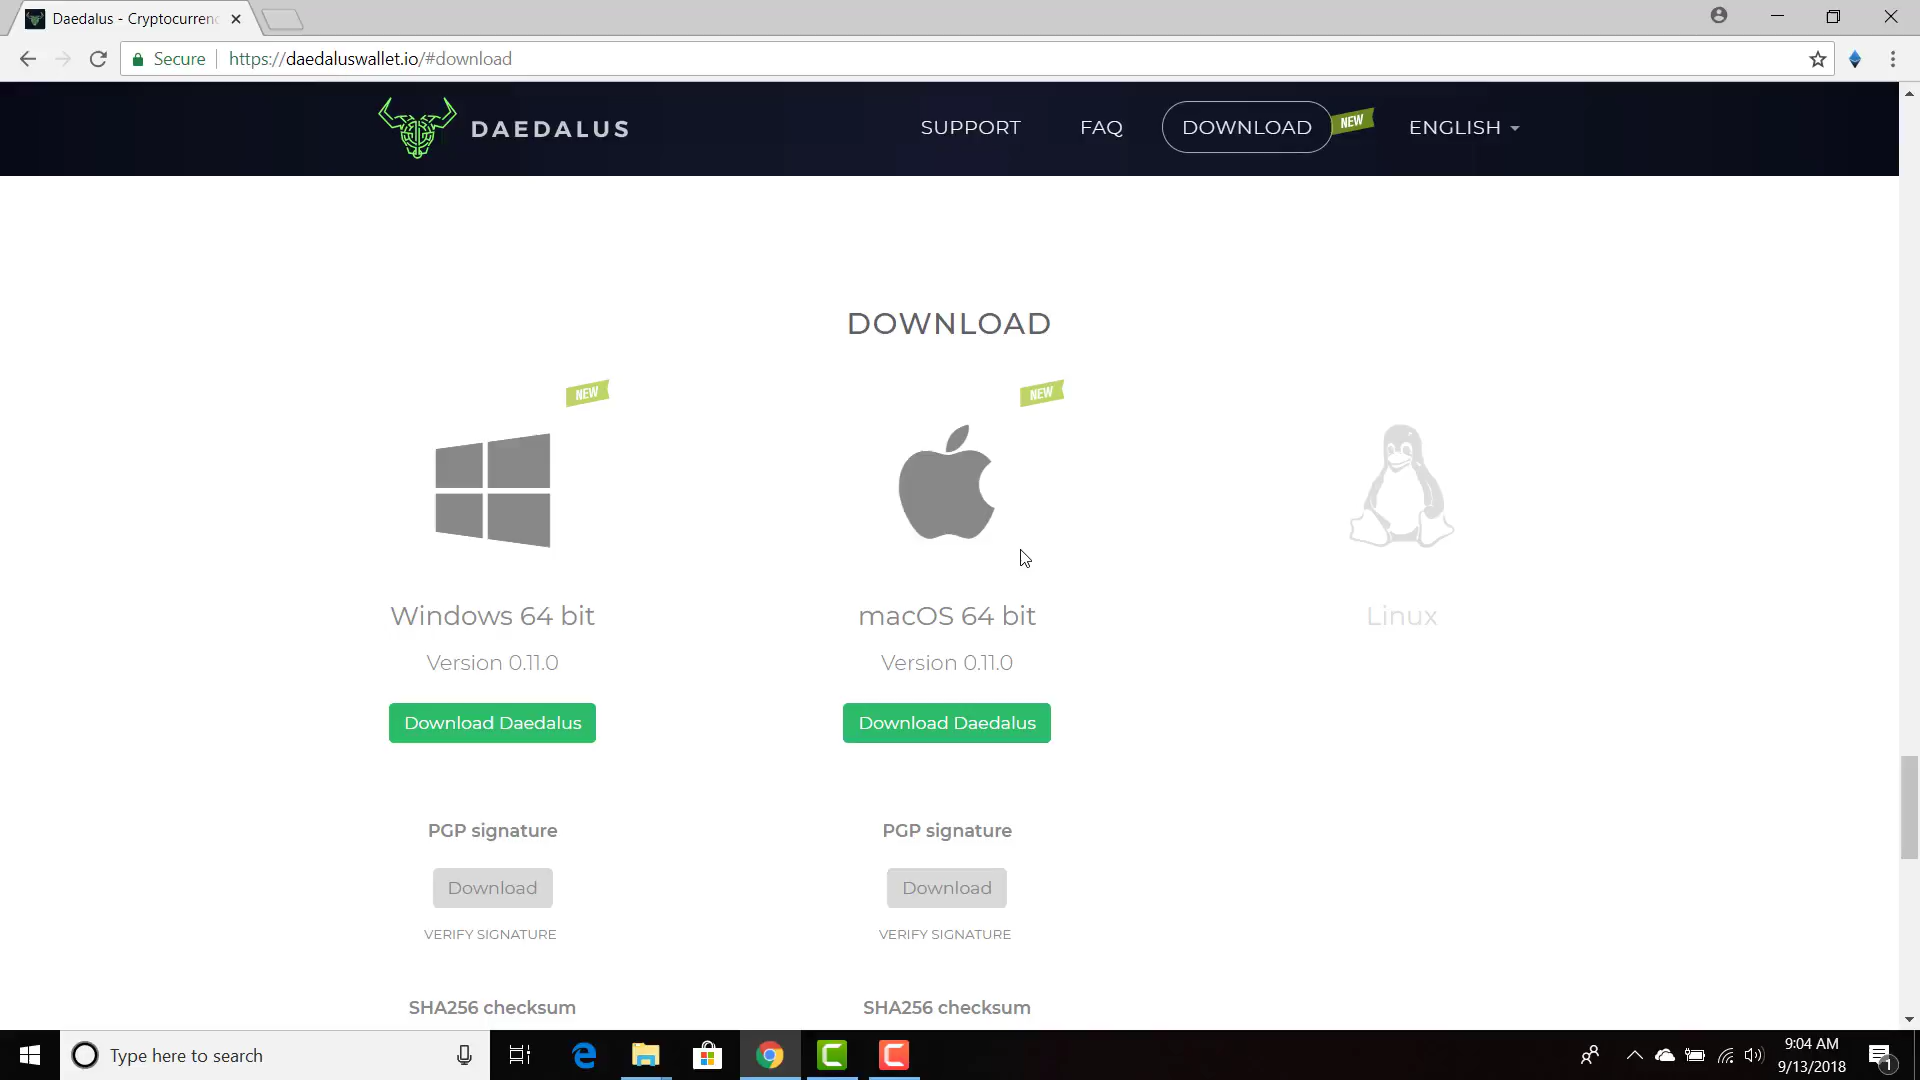 Daedalus - Cryptocurrenc
Secure
https://daedaluswallet.io/#download
DAEDALUS
SUPPORT
FAQ
DOWNLOAD
NEW
ENGLISH
DOWNLOAD
NEW
NEW
Windows 64 bit
macOS 64 bit
Linux
Version 0.11.0
Version 0.11.0
Download Daedalus
Download Daedalus
PGP signature
PGP signature
Download
Download
VERIFY SIGNATURE
VERIFY SIGNATURE
SHA256 checksum
SHA256 checksum
Type here to search
9:04 AM
9/13/2018
1